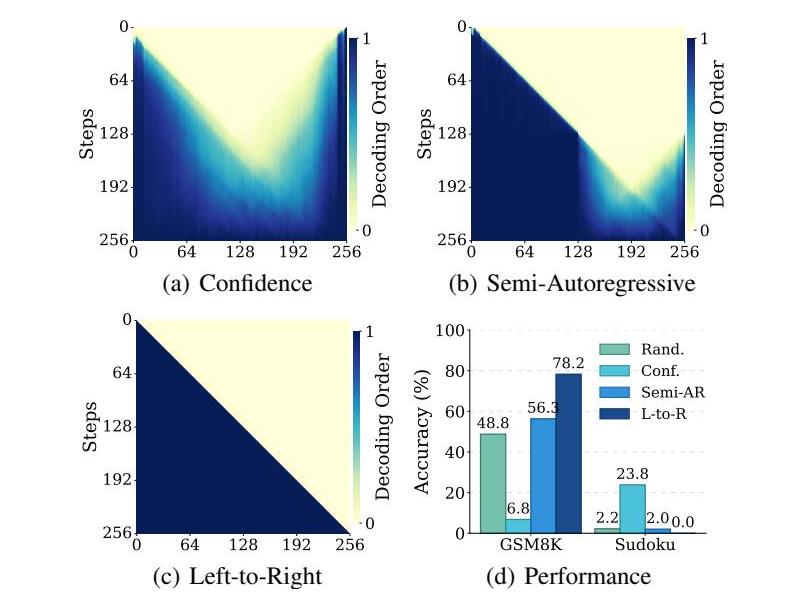 0
64
128
192
256
Steps
0 64 128 192 256
1
0
Decoding Order
(a) Confidence
0
64
128
192
256
Steps
0 64 128 192 256
1
0
Decoding Order
(b) Semi-Autoregressive
0
64
128
192
256
Steps
0 64 128 192 256
1
0
Decoding Order
(c) Left-to-Right
100
80
60
40
20
0
Accuracy (%)
Rand.
Conf.
Semi-AR
L-to-R
48.8 6.8 56.3 78.2
2.2 23.8 2.0 0.0
GSM8K Sudoku
(d) Performance